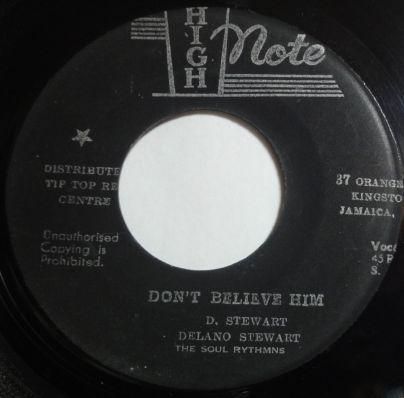 HIGH Note
DISTRIBUTE
TIP TOP RE
CENTRE
37 ORANGE
KINGSTO
JAMAICA,
Unauthorised
Copying is
Prohibited.
Voca
45 R
S.
DON'T BELIEVE HIM
D. STEWART
DELANO STEWART
THE SOUL RYTHMNS